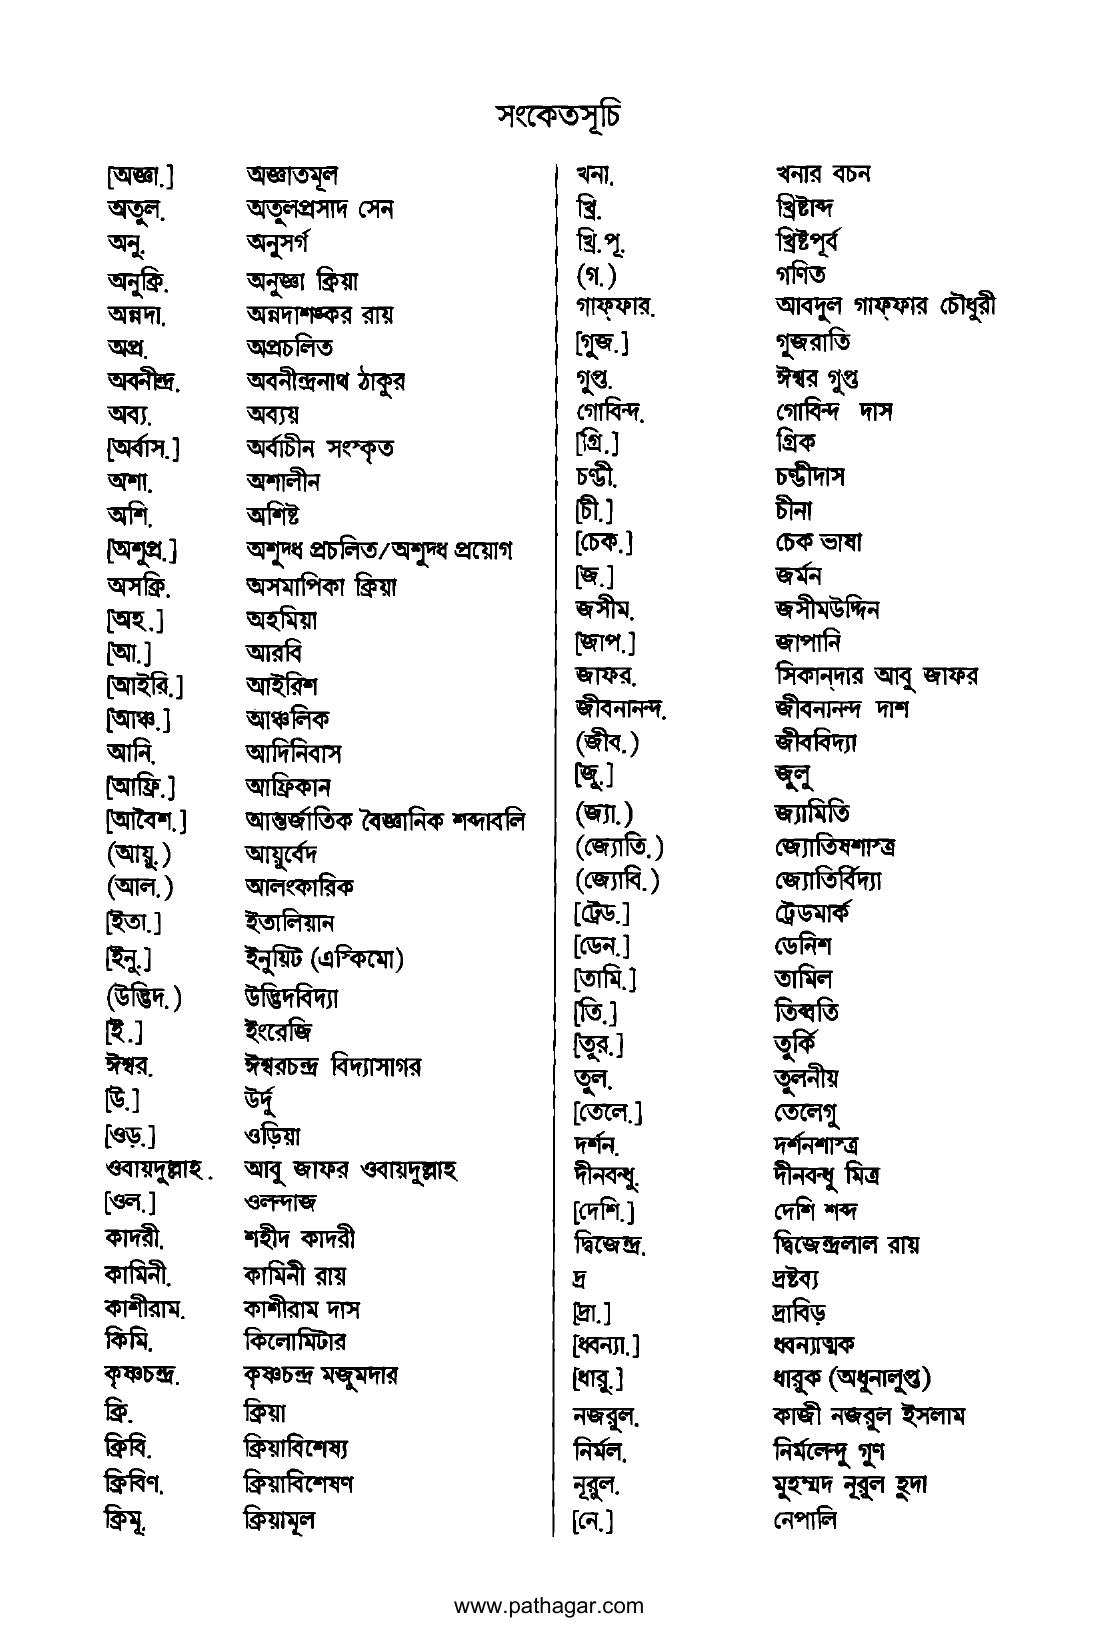 সংকেতসূচি
[অজ্ঞা.] অজ্ঞাতমূল
অতুল. অতুলপ্রসাদ সেন
অনু. অনুসর্গ
অনুক্রি. অনুজ্ঞা ক্রিয়া
অন্নদা. অন্নদাশঙ্কর রায়
অপ্র. অপ্রচলিত
অবনীন্দ্র. অবনীন্দ্রনাথ ঠাকুর
অব্য. অব্যয়
[অর্বাস.] অর্বাচীন সংস্কৃত
অশা. অশালীন
অশি. অশিষ্ট
[অশুপ্র.] অশুদ্ধ প্রচলিত/অশুদ্ধ প্রয়োগ
অসক্রি. অসমাপিকা ক্রিয়া
[অহ.] অহমিয়া
[আ.] আরবি
[আইরি.] আইরিশ
[আঞ্চ.] আঞ্চলিক
আনি. আদিনিবাস
[আফ্রি.] আফ্রিকান
[আবৈশ.] আন্তর্জাতিক বৈজ্ঞানিক শব্দাবলি
(আয়ু.) আয়ুর্বেদ
(আল.) আলংকারিক
[ইতা.] ইতালিয়ান
[ইনু.] ইনুয়িট (এস্কিমো)
(উদ্ভিদ.) উদ্ভিদবিদ্যা
[ই.] ইংরেজি
ঈশ্বর. ঈশ্বরচন্দ্র বিদ্যাসাগর
[উ.] উর্দু
[ওড়.] ওড়িয়া
ওবায়দুল্লাহ. আবু জাফর ওবায়দুল্লাহ
[ওল.] ওলন্দাজ
কাদরী. শহীদ কাদরী
কামিনী. কামিনী রায়
কাশীরাম. কাশীরাম দাস
কিমি. কিলোমিটার
কৃষ্ণচন্দ্র. কৃষ্ণচন্দ্র মজুমদার
ক্রি. ক্রিয়া
ক্রিবি. ক্রিয়াবিশেষ্য
ক্রিবিণ. ক্রিয়াবিশেষণ
ক্রিমূ. ক্রিয়ামূল
খনা. খনার বচন
খ্রি. খ্রিষ্টাব্দ
খ্রি.পূ. খ্রিষ্টপূর্ব
(গ.) গণিত
গাফ্‌ফার. আবদুল গাফ্‌ফার চৌধুরী
[গুজ.] গুজরাতি
গুপ্ত. ঈশ্বর গুপ্ত
গোবিন্দ. গোবিন্দ দাস
[গ্রি.] গ্রিক
চণ্ডী. চণ্ডীদাস
[চী.] চীনা
[চেক.] চেক ভাষা
[জ.] জর্মন
জসীম. জসীমউদ্দিন
[জাপ.] জাপানি
জাফর. সিকান্‌দার আবু জাফর
জীবনানন্দ. জীবনানন্দ দাশ
(জীব.) জীববিদ্যা
[জু.] জুলু
(জ্যা.) জ্যামিতি
(জ্যোতি.) জ্যোতিষশাস্ত্র
(জ্যোবি.) জ্যোতির্বিদ্যা
[ট্রেড.] ট্রেডমার্ক
[ডেন.] ডেনিশ
[তামি.] তামিল
[তি.] তিব্বতি
[তুর.] তুর্কি
তুল. তুলনীয়
[তেলে.] তেলেগু
দর্শন. দর্শনশাস্ত্র
দীনবন্ধু. দীনবন্ধু মিত্র
[দেশি.] দেশি শব্দ
দ্বিজেন্দ্র. দ্বিজেন্দ্রলাল রায়
দ্র দ্রষ্টব্য
[দ্রা.] দ্রাবিড়
[ধ্বন্যা.] ধ্বন্যাত্মক
[ধারু.] ধারুক (অধুনালুপ্ত)
নজরুল. কাজী নজরুল ইসলাম
নির্মল. নির্মলেন্দু গুণ
নূরুল. মুহম্মদ নূরুল হুদা
[নে.] নেপালি
www.pathagar.com